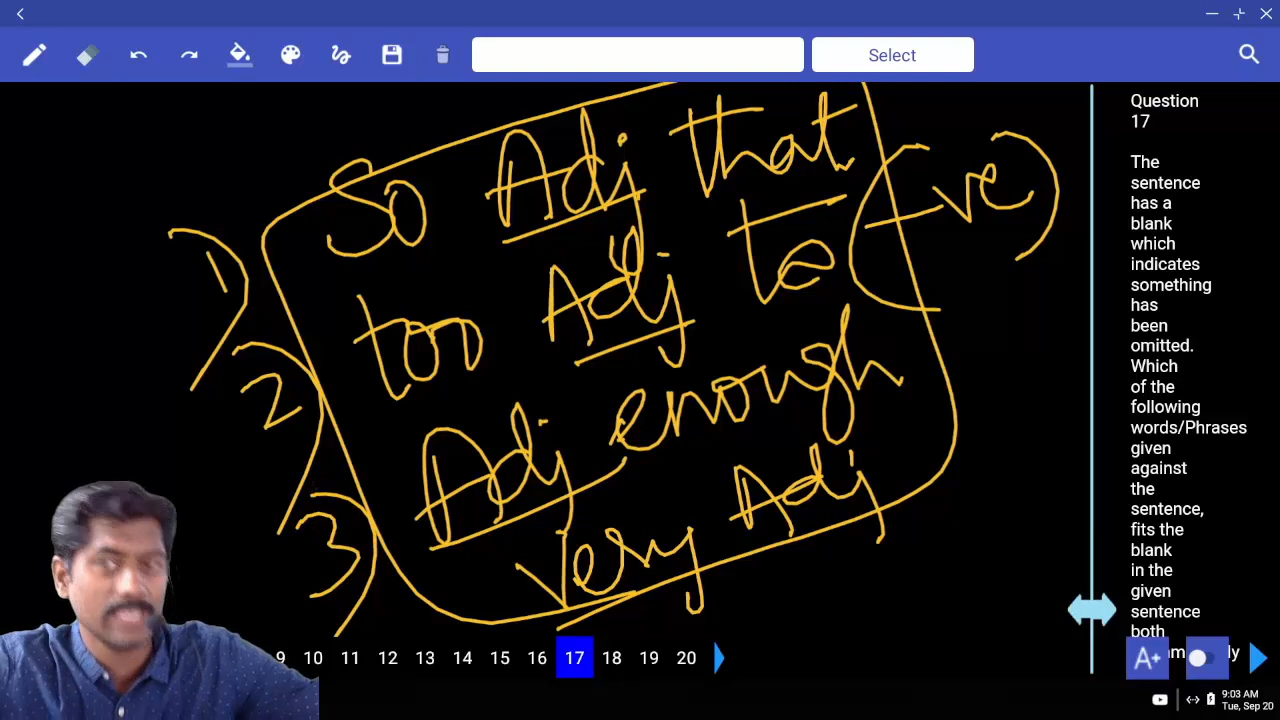 Select
So Adj that
too Adj to (-ve)
Adj enough
very Adj
1)
2)
3)
Question
17
The
sentence
has a
blank
which
indicates
something
has
been
omitted.
Which
of the
following
words/Phrases
given
against
the
sentence,
fits the
blank
in the
given
sentence
both
9 10 11 12 13 14 15 16 17 18 19 20
A+
9:03 AM
Tue, Sep 20